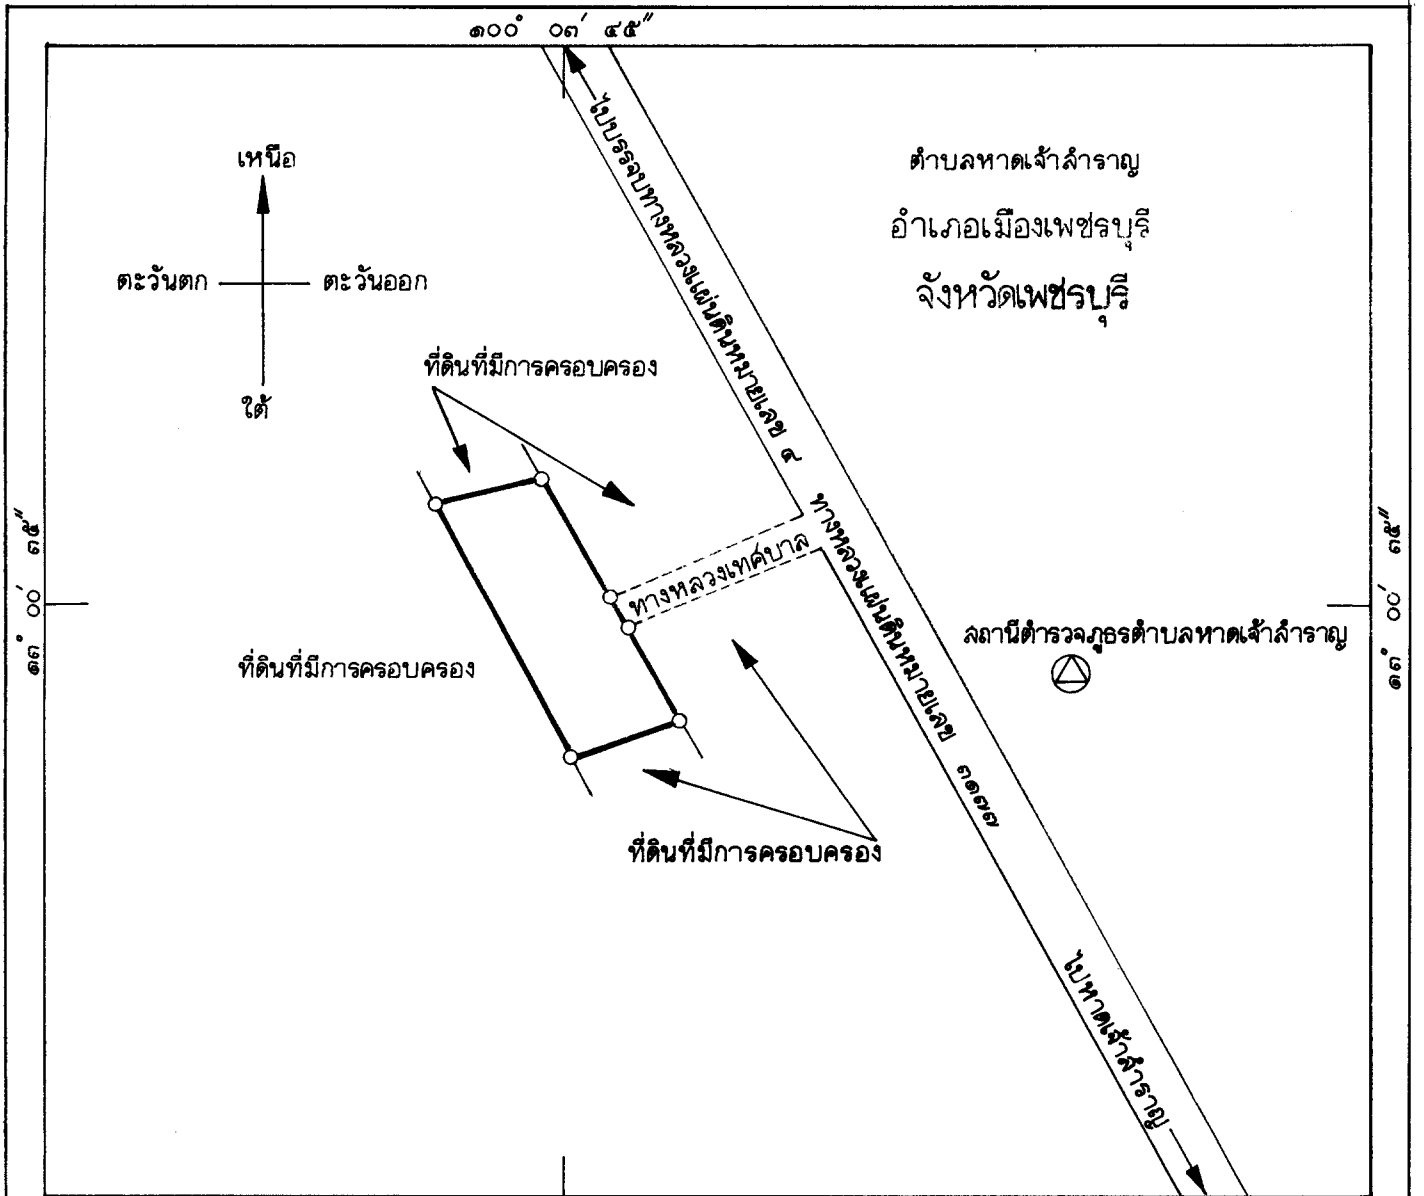 ๑๐๐° ๐๓′ ๔๕″
เหนือ
ตะวันตก
ตะวันออก
ใต้
ตำบลหาดเจ้าสำราญ
อำเภอเมืองเพชรบุรี
จังหวัดเพชรบุรี
ไปบรรจบทางหลวงแผ่นดินหมายเลข ๔
ที่ดินที่มีการครอบครอง
๑๓° ๐๐′ ๓๕″
๑๓° ๐๐′ ๓๕″
ทางหลวงเทศบาล
ทางหลวงแผ่นดินหมายเลข ๓๑๗๗
สถานีตำรวจภูธรตำบลหาดเจ้าสำราญ
ที่ดินที่มีการครอบครอง
ที่ดินที่มีการครอบครอง
ไปหาดเจ้าสำราญ